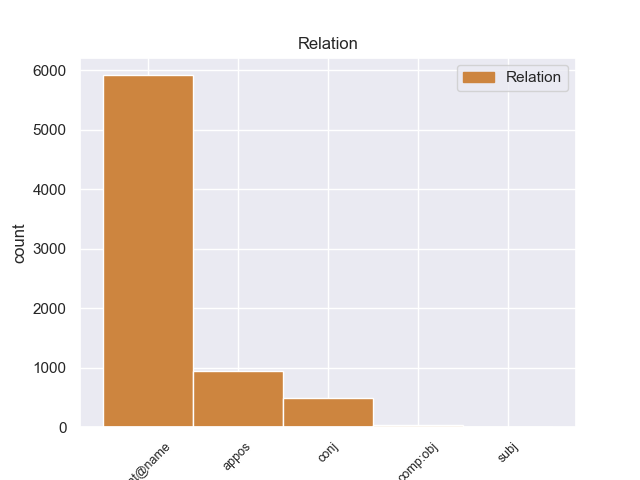 Relation
Relation
6000
5000
4000
3000
2000
1000
0
count
appos
conj
comp:obj
subj